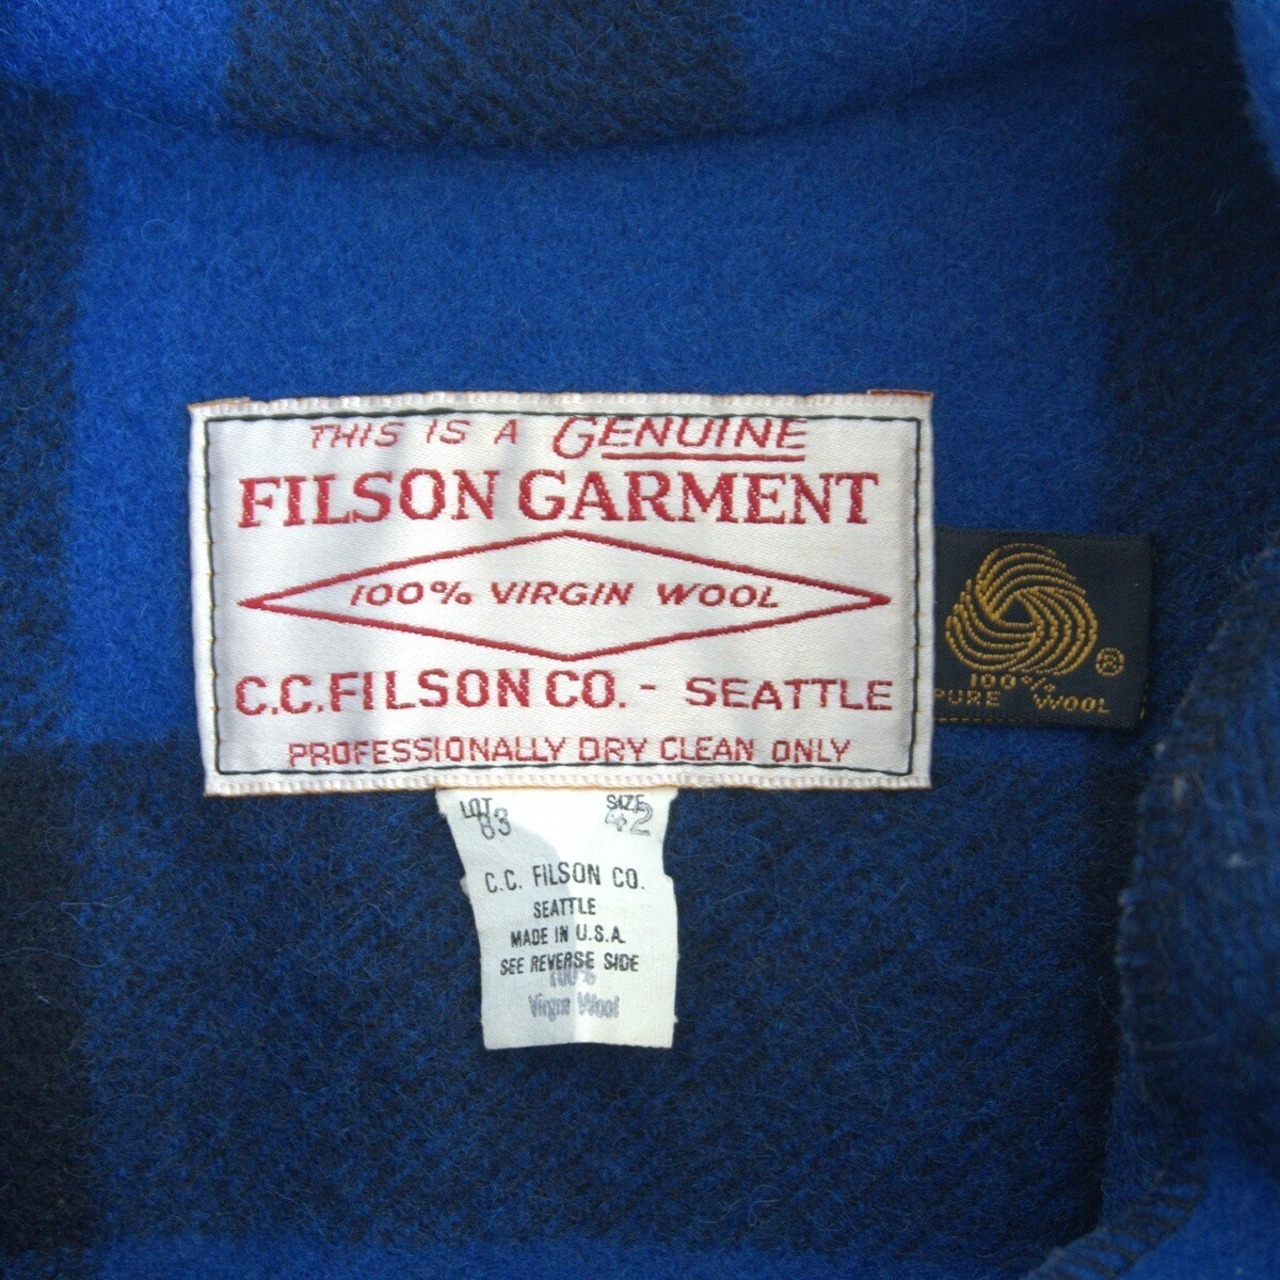 THIS IS A GENUINE
FILSON GARMENT
100% VIRGIN WOOL
C.C. FILSON CO. - SEATTLE
PROFESSIONALLY DRY CLEAN ONLY
®
100%
PURE WOOL
LOT SIZE
83 42
C.C. FILSON CO.
SEATTLE
MADE IN U.S.A.
SEE REVERSE SIDE
100%
Virgin Wool